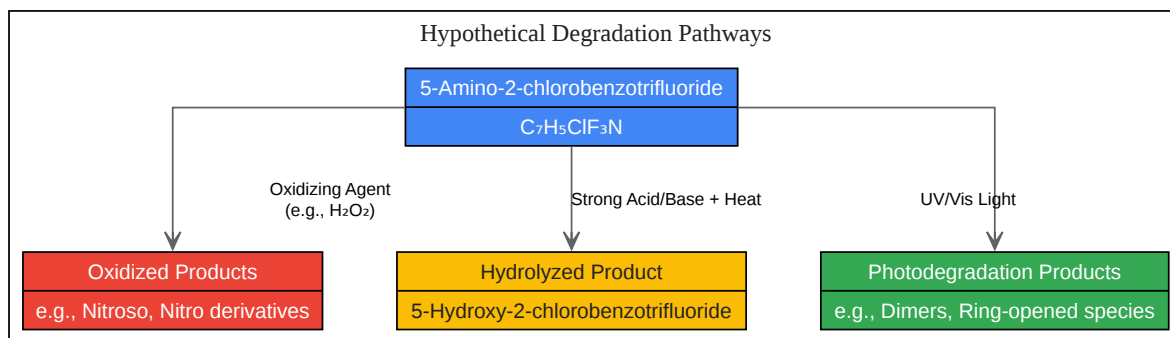 Hypothetical Degradation Pathways
5-Amino-2-chlorobenzotrifluoride
C₇H₅ClF₃N
Oxidizing Agent
(e.g., H₂O₂)
Strong Acid/Base + Heat
UV/Vis Light
Oxidized Products
e.g., Nitroso, Nitro derivatives
Hydrolyzed Product
5-Hydroxy-2-chlorobenzotrifluoride
Photodegradation Products
e.g., Dimers, Ring-opened species